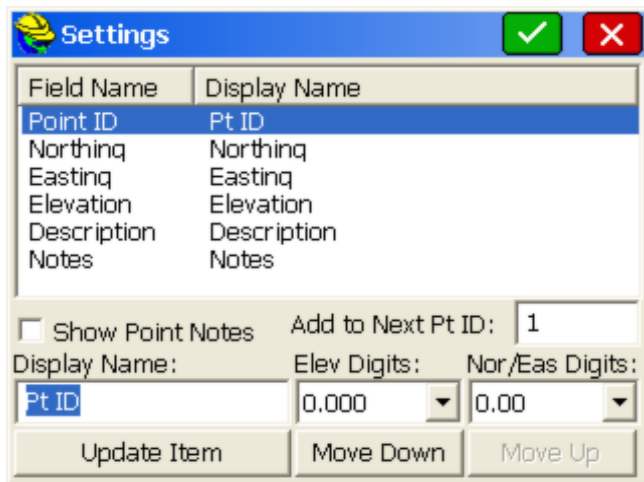 Settings
Field Name Display Name
Point ID Pt ID
Northing Northing
Easting Easting
Elevation Elevation
Description Description
Notes Notes
Show Point Notes Add to Next Pt ID: 1
Display Name: Elev Digits: Nor/Eas Digits:
Pt ID 0.000 0.00
Update Item Move Down Move Up